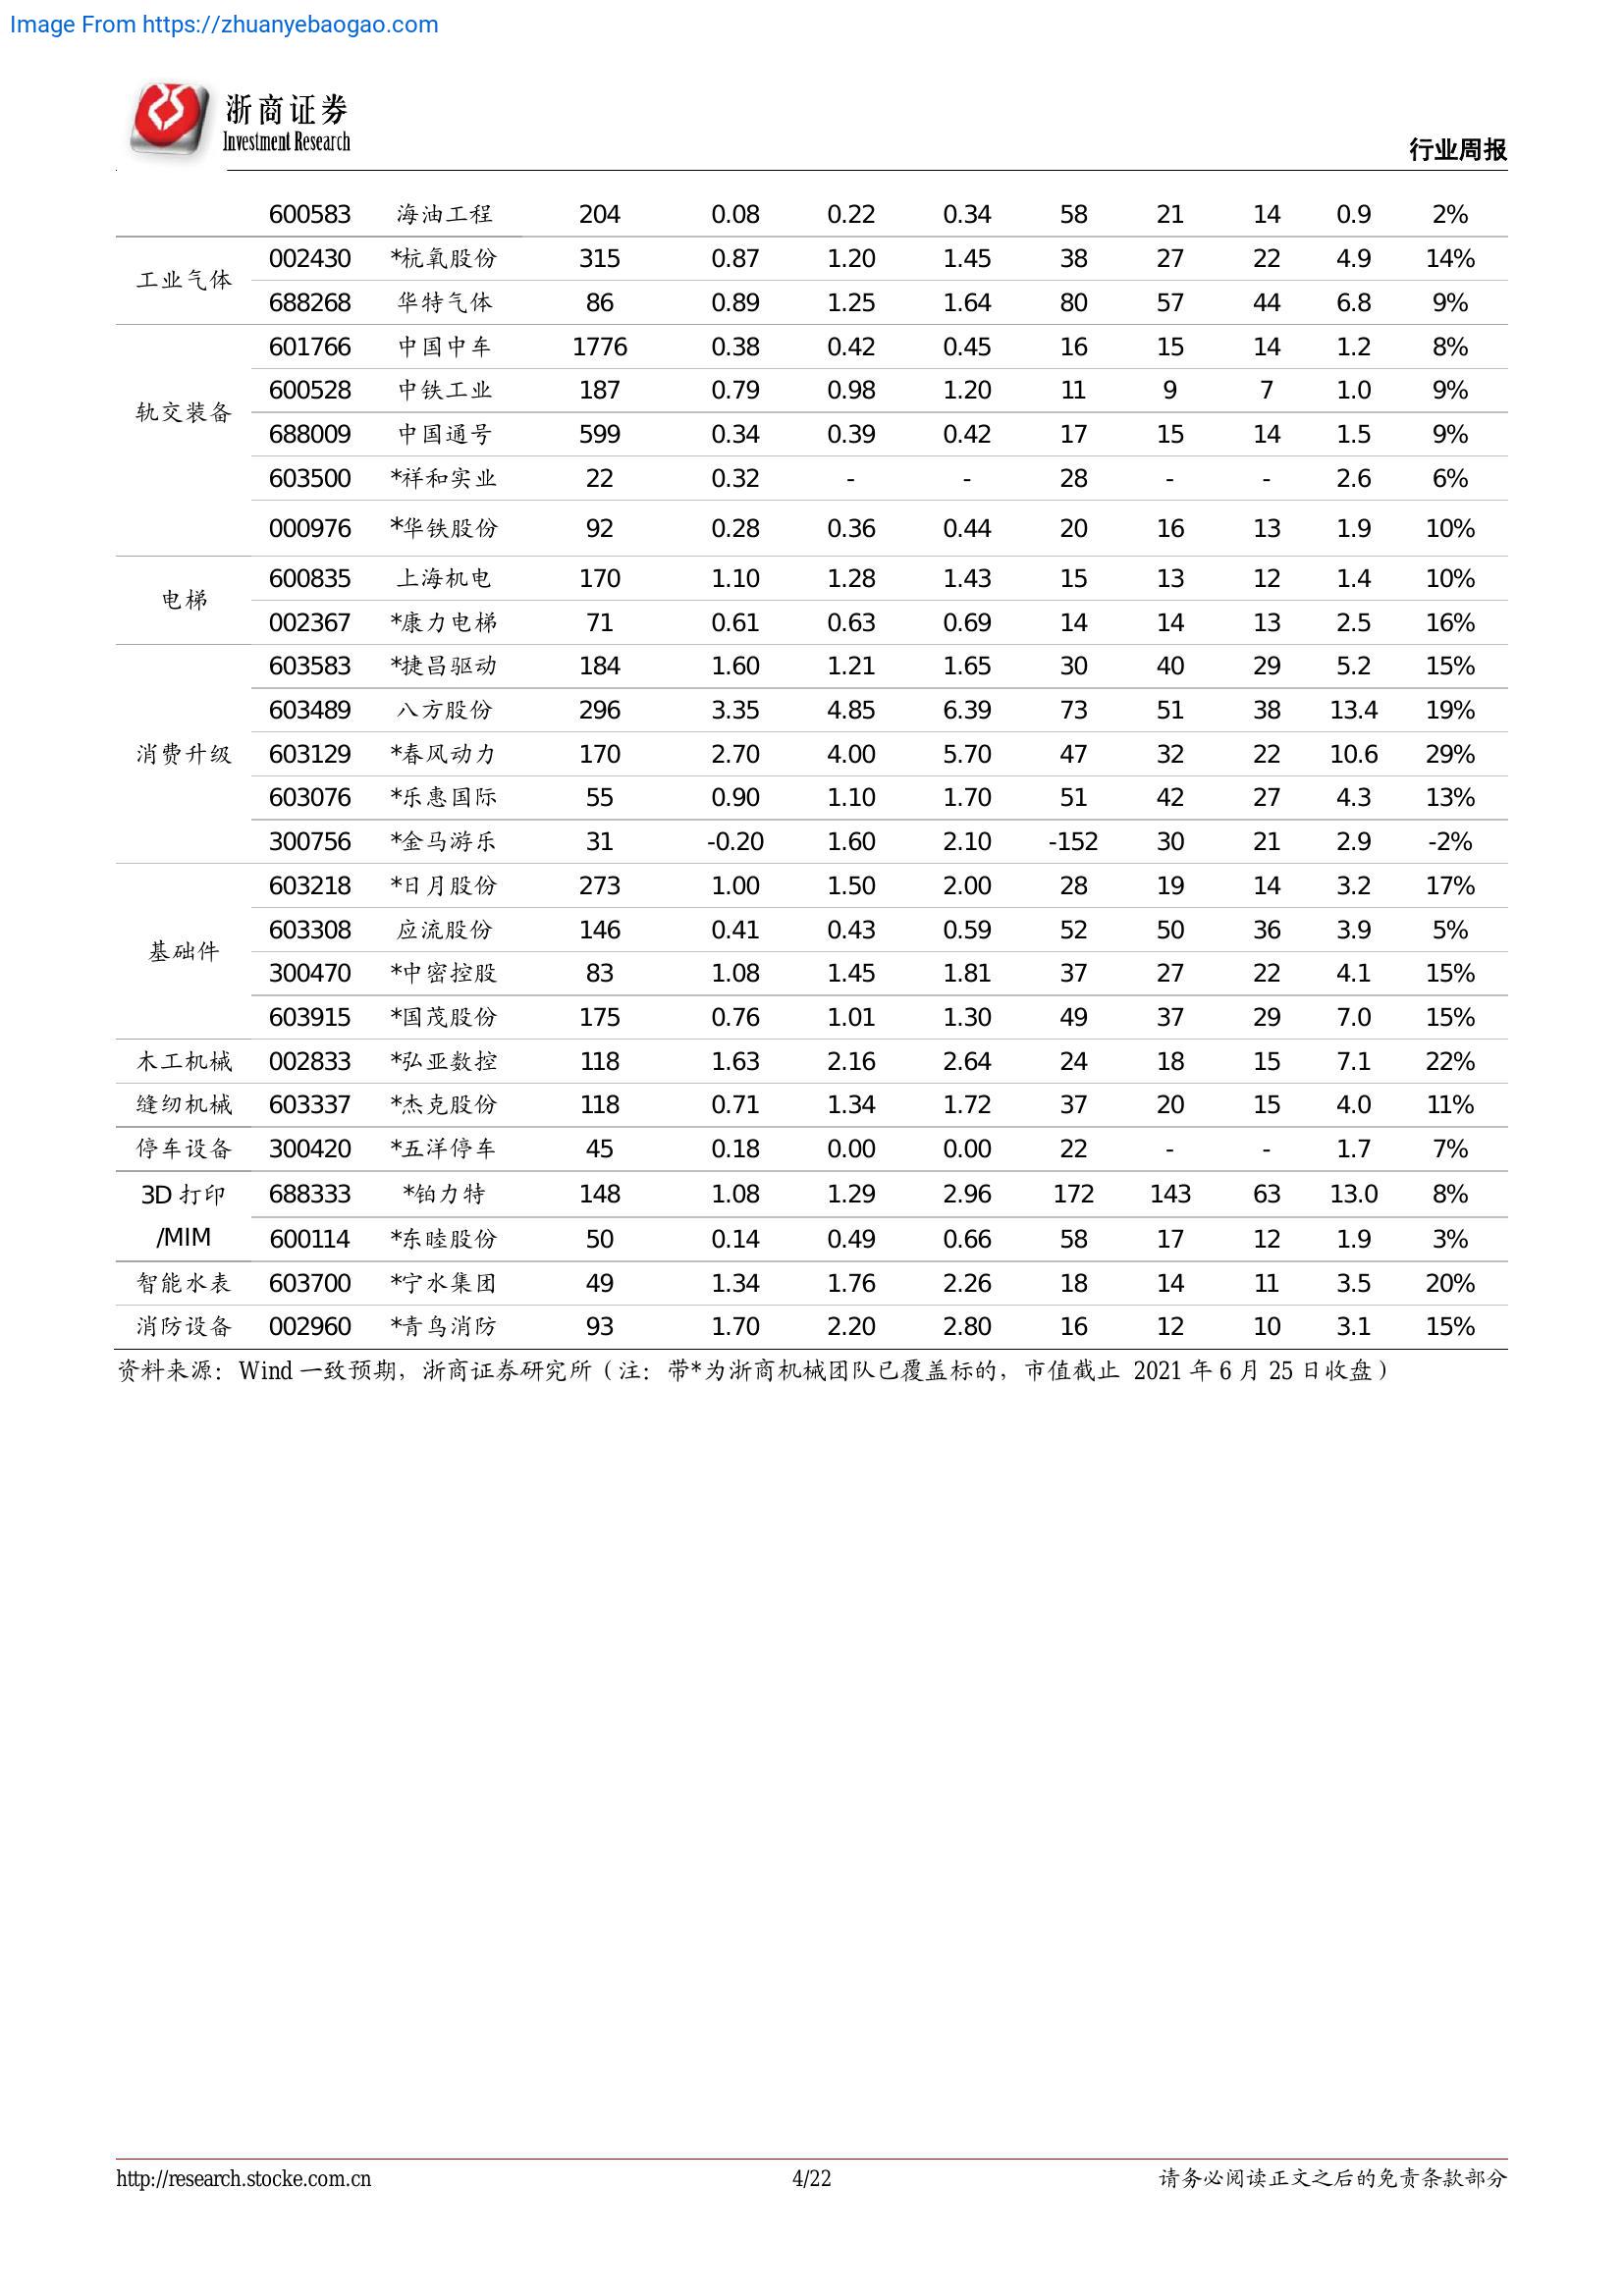 Image From https://zhuanyebaogao.com
浙商证券
Investment Research
行业周报
600583 海油工程 204 0.08 0.22 0.34 58 21 14 0.9 2%
工业气体
002430 *杭氧股份 315 0.87 1.20 1.45 38 27 22 4.9 14%
688268 华特气体 86 0.89 1.25 1.64 80 57 44 6.8 9%
轨交装备
601766 中国中车 1776 0.38 0.42 0.45 16 15 14 1.2 8%
600528 中铁工业 187 0.79 0.98 1.20 11 9 7 1.0 9%
688009 中国通号 599 0.34 0.39 0.42 17 15 14 1.5 9%
603500 *祥和实业 22 0.32 - - 28 - - 2.6 6%
000976 *华铁股份 92 0.28 0.36 0.44 20 16 13 1.9 10%
电梯
600835 上海机电 170 1.10 1.28 1.43 15 13 12 1.4 10%
002367 *康力电梯 71 0.61 0.63 0.69 14 14 13 2.5 16%
消费升级
603583 *捷昌驱动 184 1.60 1.21 1.65 30 40 29 5.2 15%
603489 八方股份 296 3.35 4.85 6.39 73 51 38 13.4 19%
603129 *春风动力 170 2.70 4.00 5.70 47 32 22 10.6 29%
603076 *乐惠国际 55 0.90 1.10 1.70 51 42 27 4.3 13%
300756 *金马游乐 31 -0.20 1.60 2.10 -152 30 21 2.9 -2%
基础件
603218 *日月股份 273 1.00 1.50 2.00 28 19 14 3.2 17%
603308 应流股份 146 0.41 0.43 0.59 52 50 36 3.9 5%
300470 *中密控股 83 1.08 1.45 1.81 37 27 22 4.1 15%
603915 *国茂股份 175 0.76 1.01 1.30 49 37 29 7.0 15%
木工机械 002833 *弘亚数控 118 1.63 2.16 2.64 24 18 15 7.1 22%
缝纫机械 603337 *杰克股份 118 0.71 1.34 1.72 37 20 15 4.0 11%
停车设备 300420 *五洋停车 45 0.18 0.00 0.00 22 - - 1.7 7%
3D 打印 688333 *铂力特 148 1.08 1.29 2.96 172 143 63 13.0 8%
/MIM 600114 *东睦股份 50 0.14 0.49 0.66 58 17 12 1.9 3%
智能水表 603700 *宁水集团 49 1.34 1.76 2.26 18 14 11 3.5 20%
消防设备 002960 *青鸟消防 93 1.70 2.20 2.80 16 12 10 3.1 15%
资料来源：Wind 一致预期，浙商证券研究所（注：带*为浙商机械团队已覆盖标的，市值截止 2021 年 6 月 25 日收盘）
http://research.stocke.com.cn 4/22 请务必阅读正文之后的免责条款部分